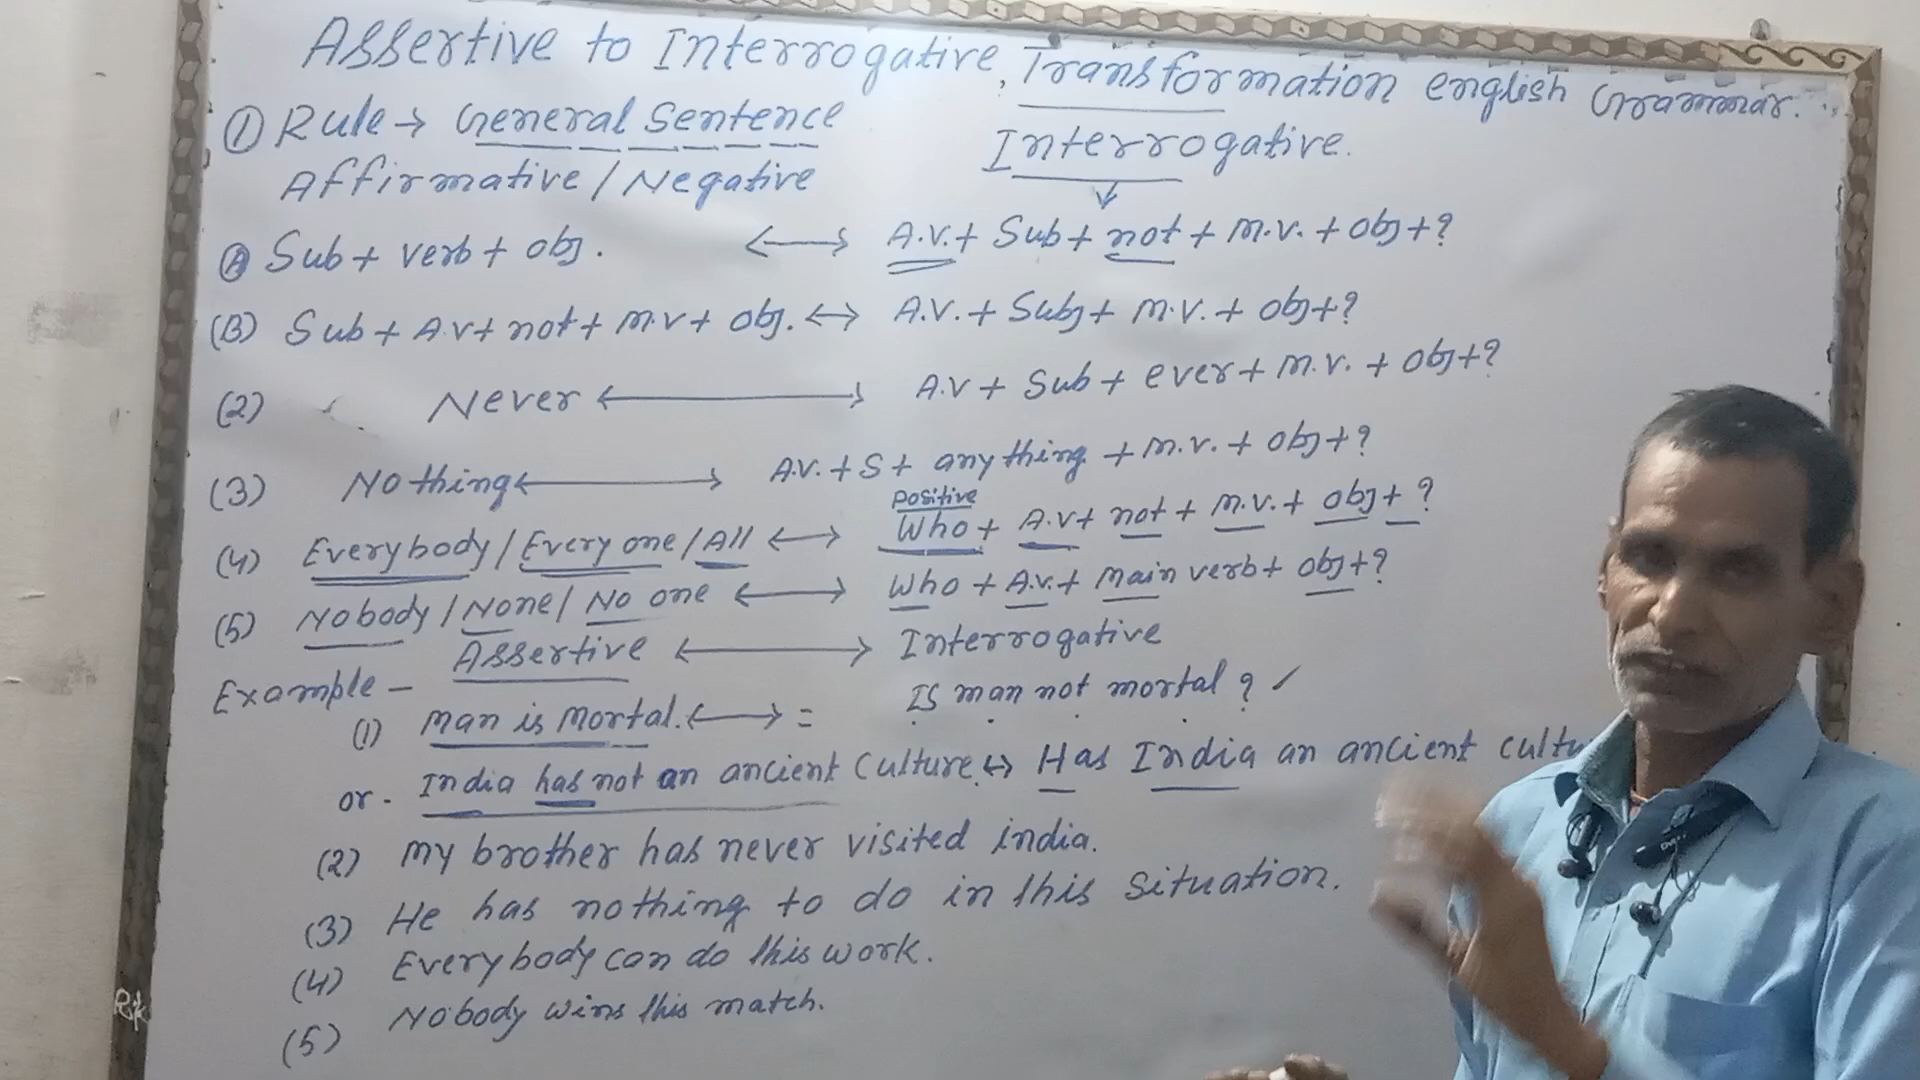 Assertive to Interrogative, Transformation english Grammar.
① Rule → General Sentence
Interrogative.
Affirmative / Negative
Ⓐ Sub + verb + obj. ↔ A.V. + Sub + not + M.V. + obj + ?
(B) Sub + A.V + not + M.V + obj. ↔ A.V. + Subj + M.V. + obj + ?
(2) Never ↔ A.V + Sub + ever + M.V. + obj + ?
(3) Nothing ↔ A.V. + S + anything + M.V. + obj + ?
positive
(4) Everybody / Every one / All ↔ Who + A.V + not + M.V. + obj + ?
(5) Nobody / None / No one ↔ Who + A.V. + Main verb + obj + ?
Assertive ↔ Interrogative
Example –
(1) Man is Mortal. ↔ = Is man not mortal ? ✓
or - India has not an ancient Culture. ↔ Has India an ancient cultu
(2) My brother has never visited india.
(3) He has nothing to do in this situation.
(4) Everybody can do this work.
(5) Nobody wins this match.